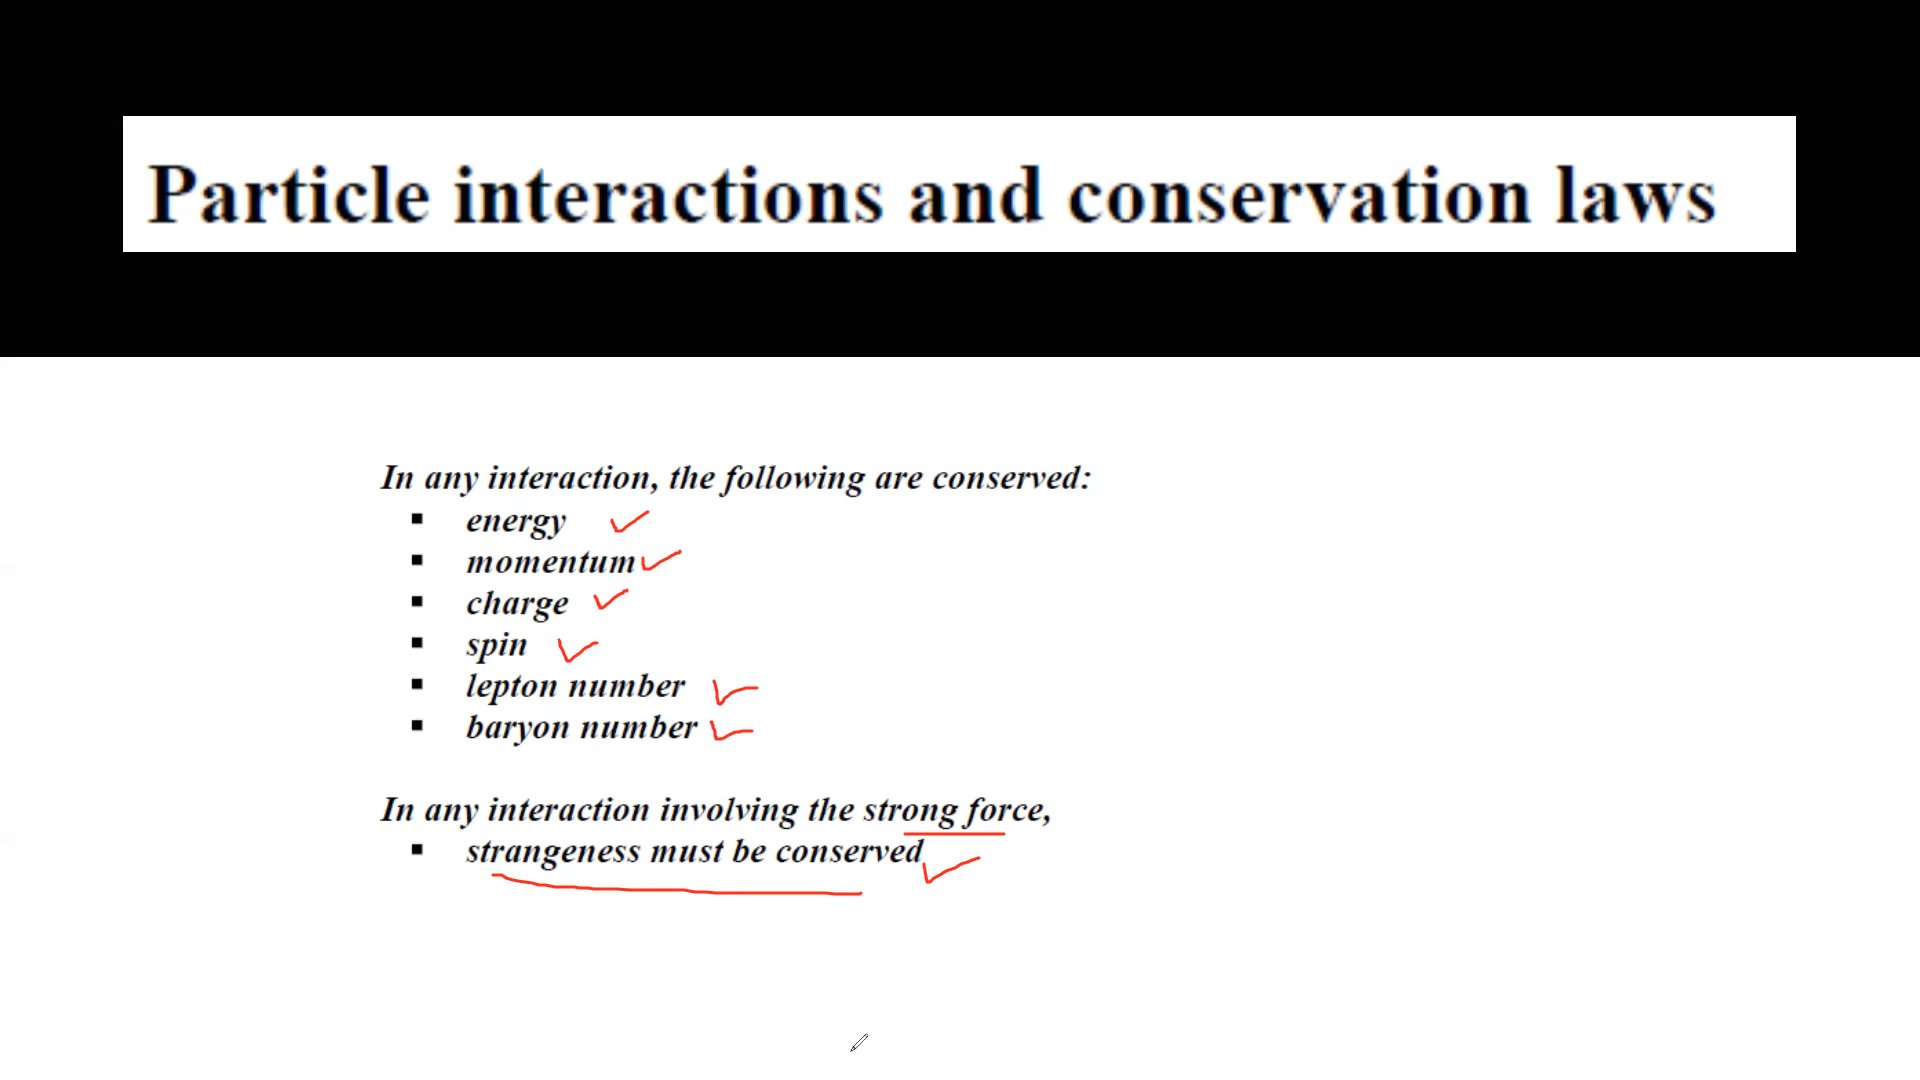 Particle interactions and conservation laws
In any interaction, the following are conserved:
▪ energy
▪ momentum
▪ charge
▪ spin
▪ lepton number
▪ baryon number
In any interaction involving the strong force,
▪ strangeness must be conserved